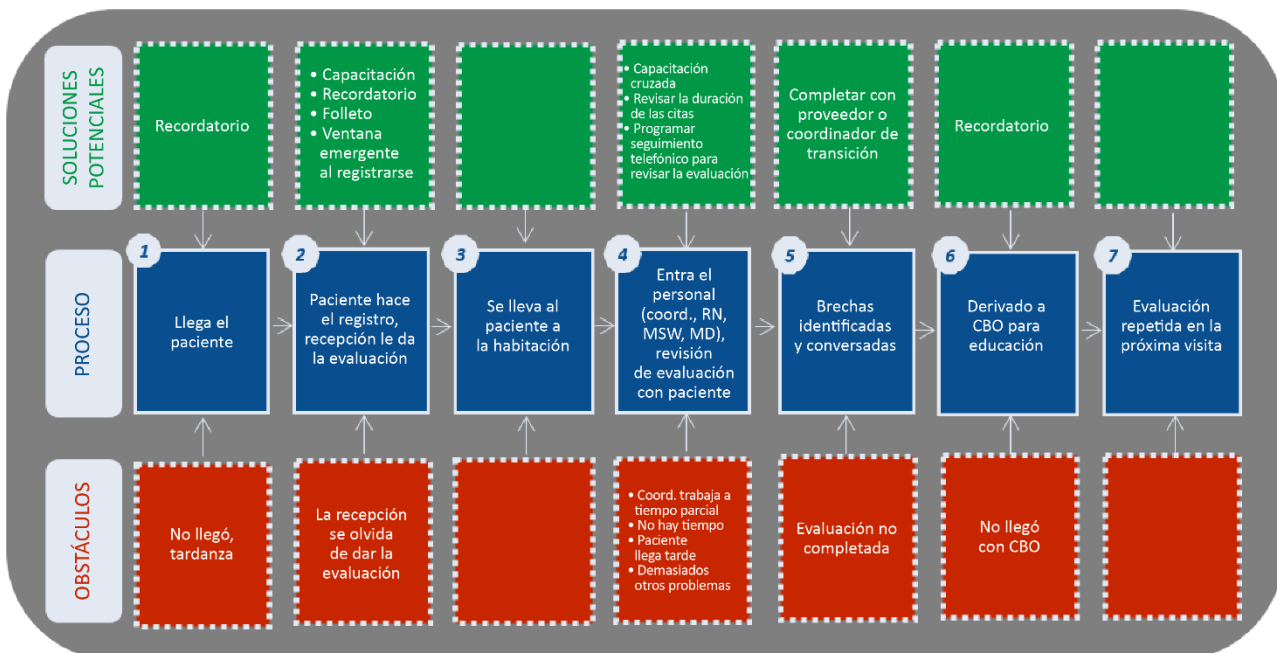 SOLUCIONES
POTENCIALES
Recordatorio
• Capacitación
• Recordatorio
• Folleto
• Ventana
emergente
al registrarse
• Capacitación
cruzada
• Revisar la duración
de las citas
• Programar
seguimiento
telefónico para
revisar la evaluación
Completar con
proveedor o
coordinador de
transición
Recordatorio
PROCESO
1
Llega el
paciente
2
Paciente hace
el registro,
recepción le da
la evaluación
3
Se lleva al
paciente a
la habitación
4
Entra el
personal
(coord., RN,
MSW, MD),
revisión
de evaluación
con paciente
5
Brechas
identificadas
y conversadas
6
Derivado a
CBO para
educación
7
Evaluación
repetida en la
próxima visita
OBSTÁCULOS
No llegó,
tardanza
La recepción
se olvida
de dar la
evaluación
• Coord. trabaja a
tiempo parcial
• No hay tiempo
• Paciente
llega tarde
• Demasiados
otros problemas
Evaluación no
completada
No llegó
con CBO